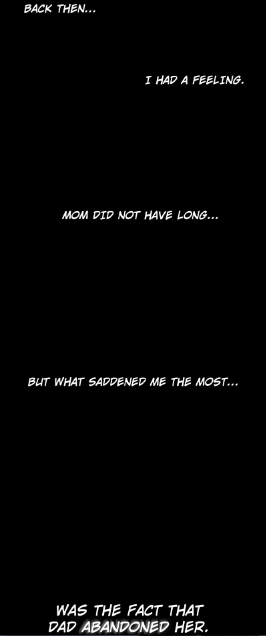 BACK THEN...
I HAD A FEELING.
MOM DID NOT HAVE LONG...
BUT WHAT SADDENED ME THE MOST...
WAS THE FACT THAT
DAD ABANDONED HER.